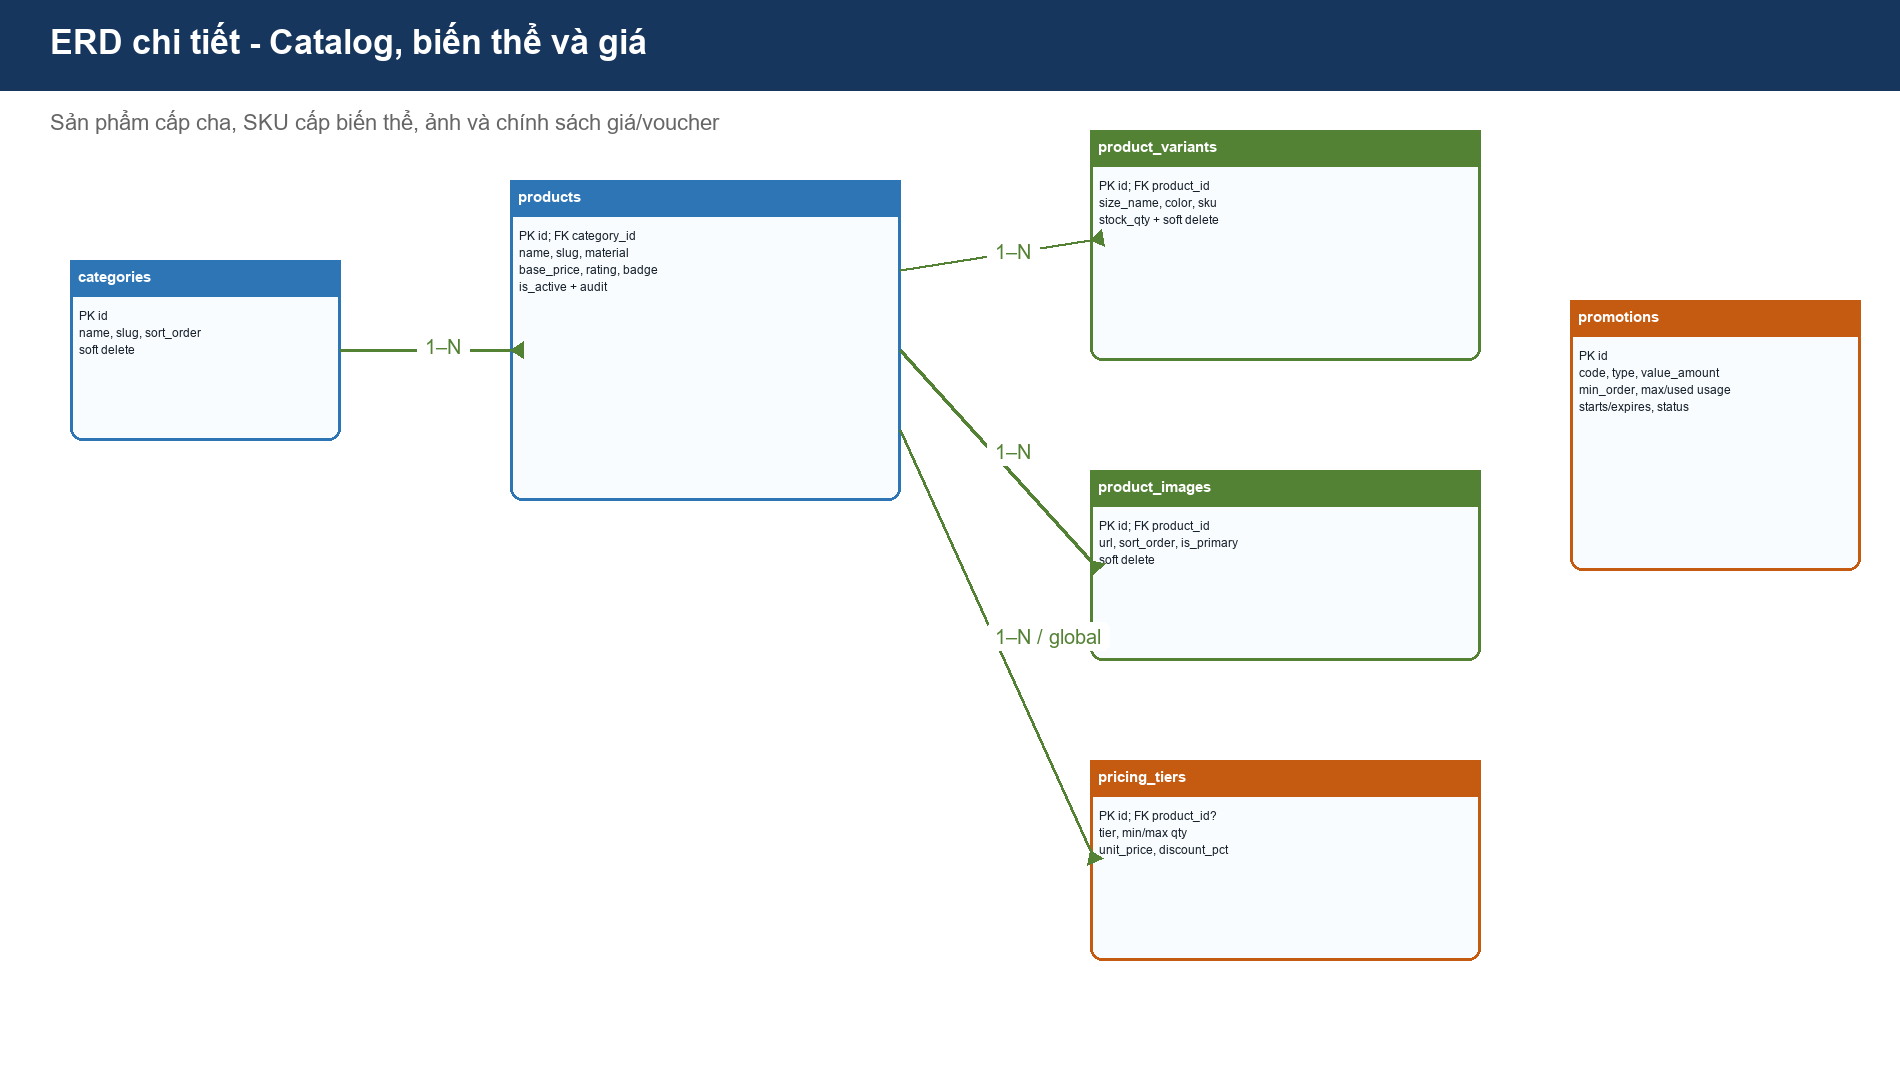 ERD chi tiết - Catalog, biến thể và giá
Sản phẩm cấp cha, SKU cấp biến thể, ảnh và chính sách giá/voucher
categories
PK id
name, slug, sort_order
soft delete
1–N
products
PK id; FK category_id
name, slug, material
base_price, rating, badge
is_active + audit
1–N
1–N
1–N / global
product_variants
PK id; FK product_id
size_name, color, sku
stock_qty + soft delete
product_images
PK id; FK product_id
url, sort_order, is_primary
soft delete
pricing_tiers
PK id; FK product_id?
tier, min/max qty
unit_price, discount_pct
promotions
PK id
code, type, value_amount
min_order, max/used usage
starts/expires, status